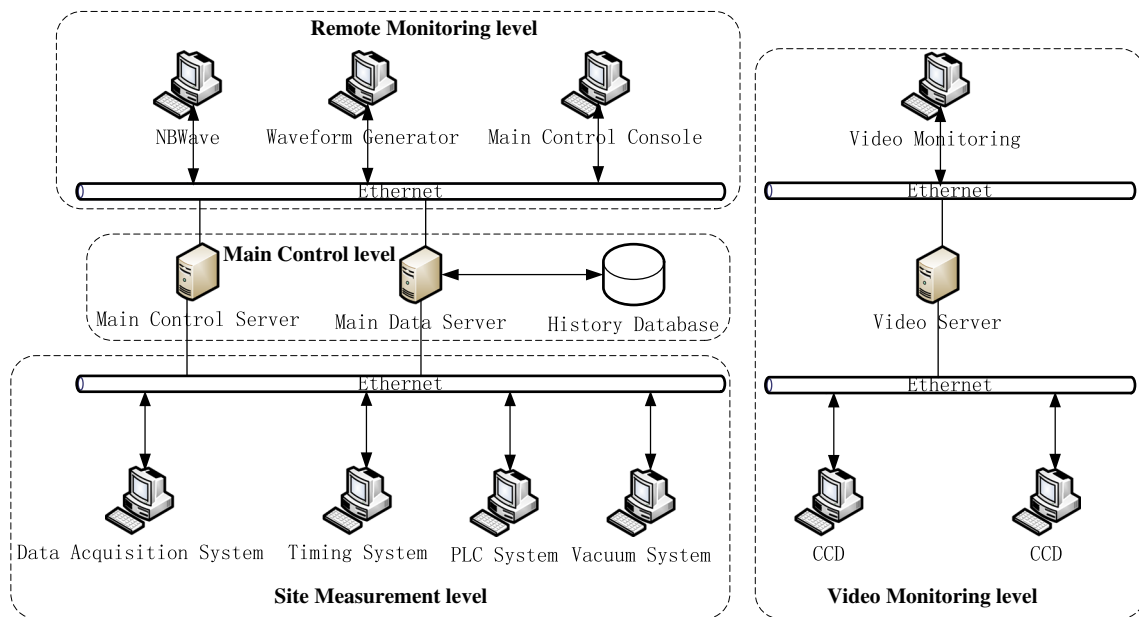 Remote Monitoring level
NBWave
Waveform Generator
Main Control Console
Ethernet
Main Control level
Main Control Server
Main Data Server
History Database
Ethernet
Data Acquisition System
Timing System
PLC System
Vacuum System
Site Measurement level
Video Monitoring
Ethernet
Video Server
Ethernet
CCD
CCD
Video Monitoring level